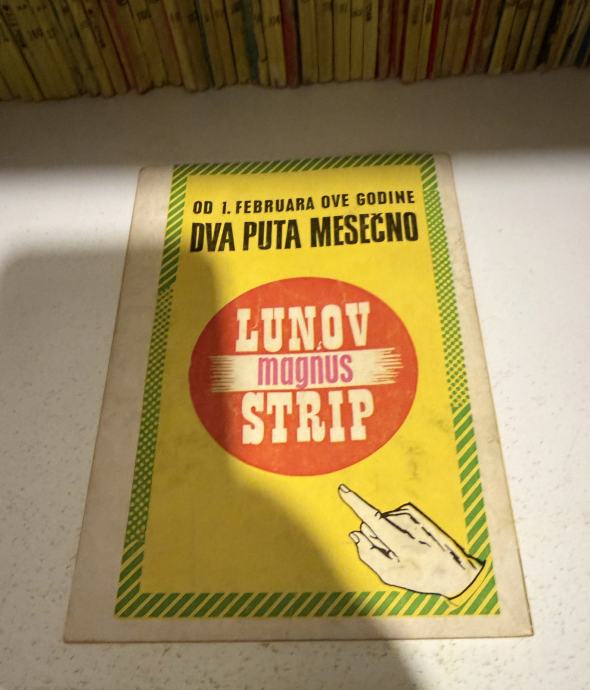 OD 1. FEBRUARA OVE GODINE
DVA PUTA MESEČNO
LUNOV
magnus
STRIP